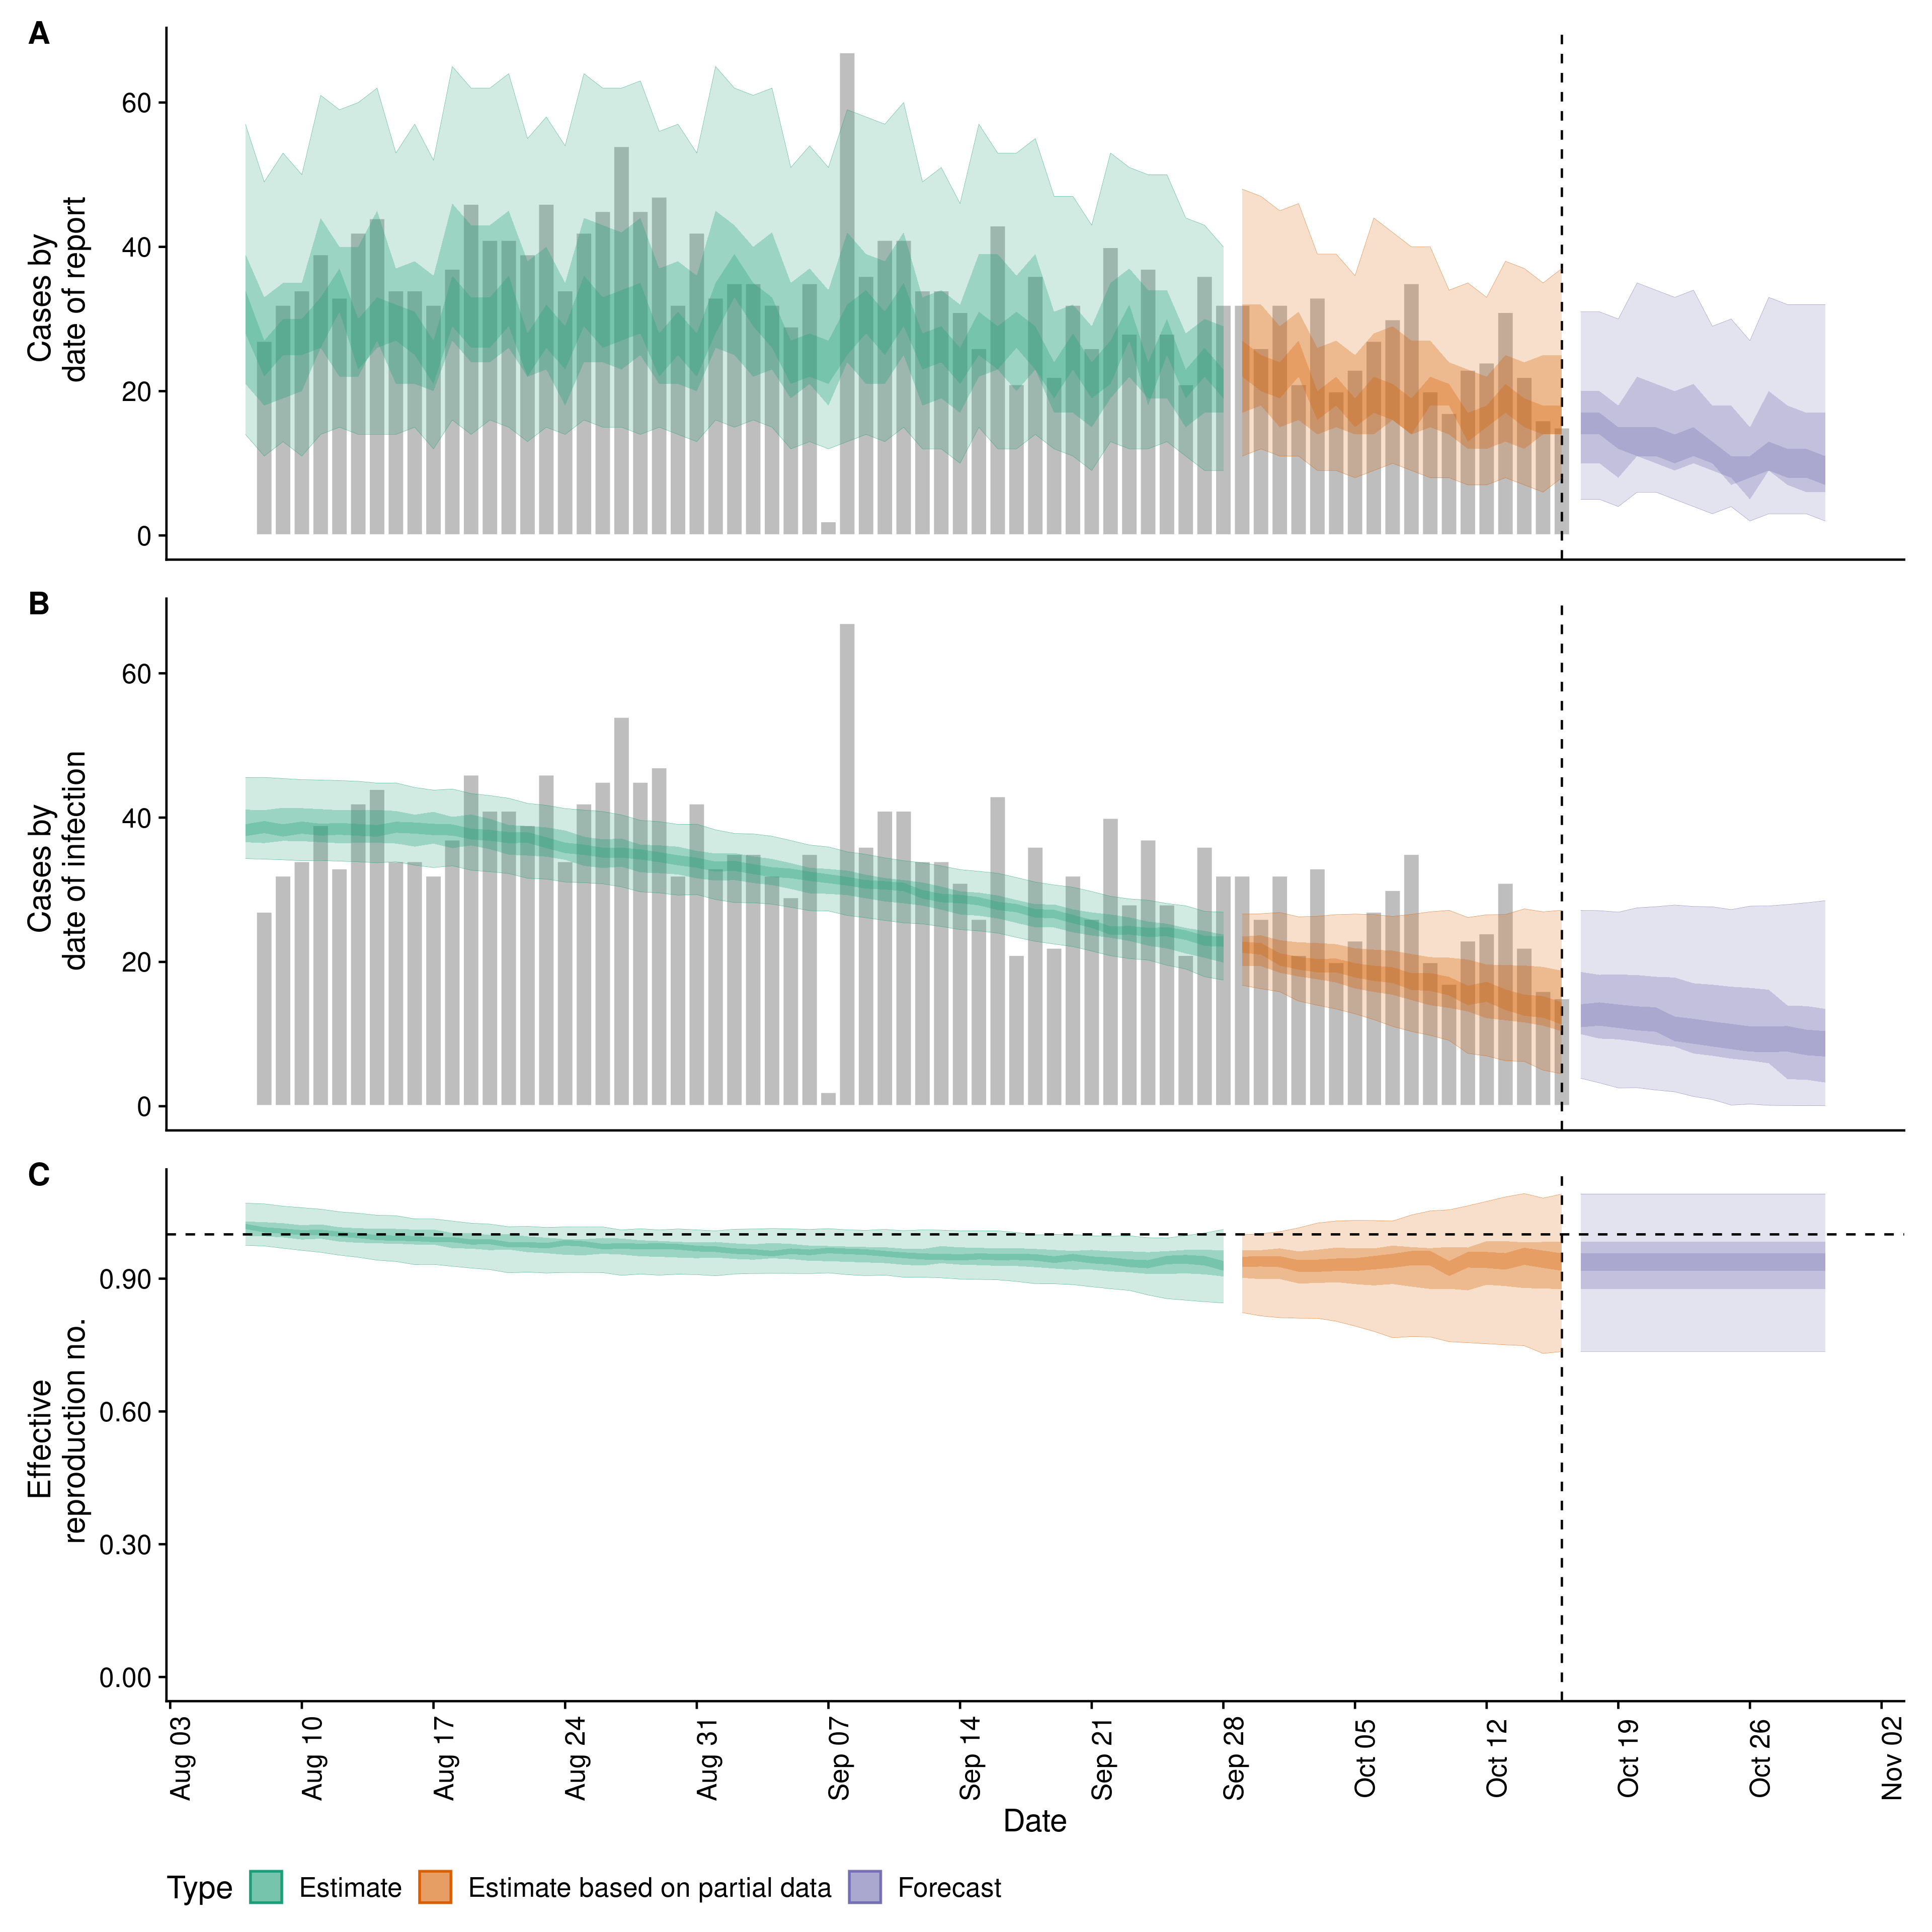 A
Cases by
date of report
60
40
20
0
B
Cases by
date of infection
60
40
20
0
C
Effective
reproduction no.
0.90
0.60
0.30
0.00
Aug 03
Aug 10
Aug 17
Aug 24
Aug 31
Sep 07
Sep 14
Sep 21
Sep 28
Oct 05
Oct 12
Oct 19
Oct 26
Nov 02
Date
Type Estimate Estimate based on partial data Forecast